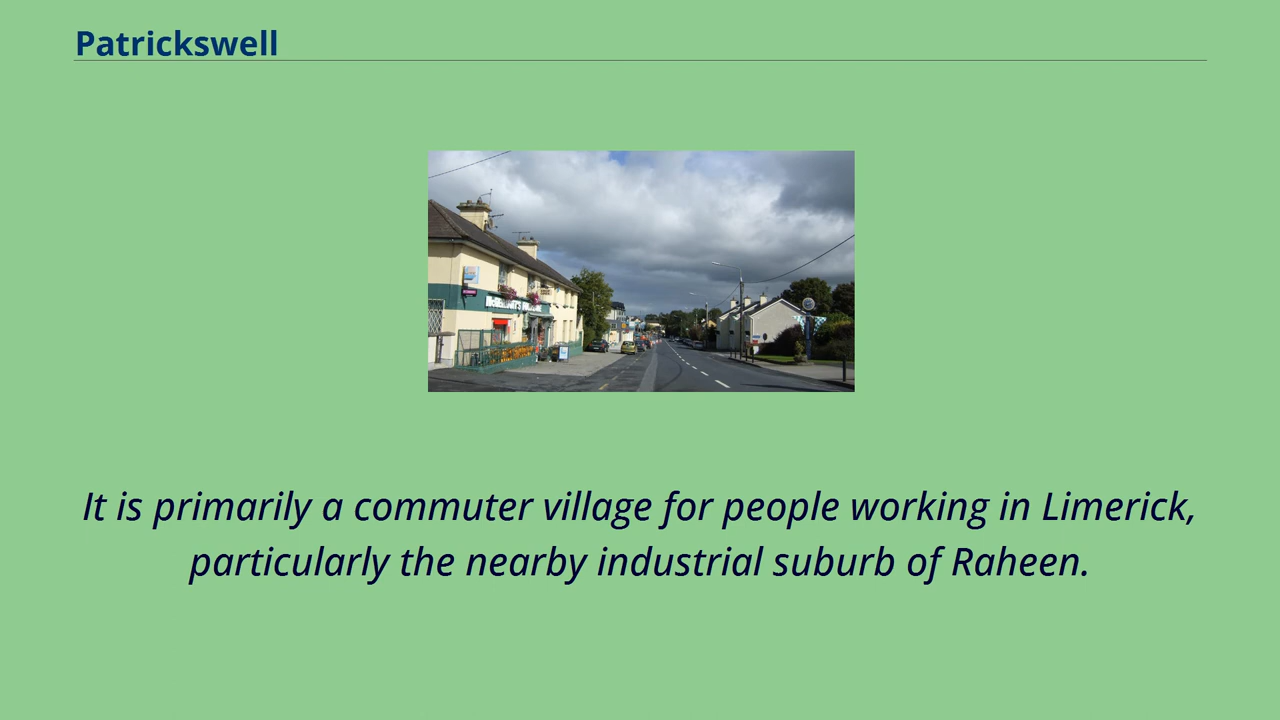 Patrickswell
It is primarily a commuter village for people working in Limerick,
particularly the nearby industrial suburb of Raheen.